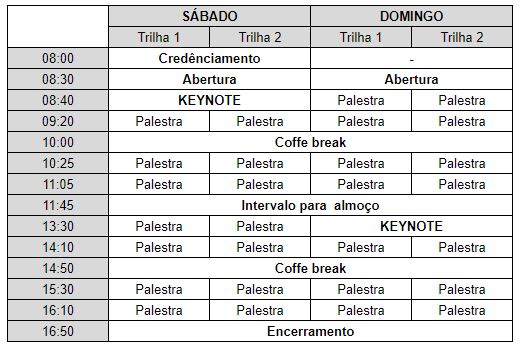 SÁBADO DOMINGO
Trilha 1 Trilha 2 Trilha 1 Trilha 2
08:00 Credênciamento -
08:30 Abertura Abertura
08:40 KEYNOTE Palestra Palestra
09:20 Palestra Palestra Palestra Palestra
10:00 Coffe break
10:25 Palestra Palestra Palestra Palestra
11:05 Palestra Palestra Palestra Palestra
11:45 Intervalo para almoço
13:30 Palestra Palestra KEYNOTE
14:10 Palestra Palestra Palestra Palestra
14:50 Coffe break
15:30 Palestra Palestra Palestra Palestra
16:10 Palestra Palestra Palestra Palestra
16:50 Encerramento